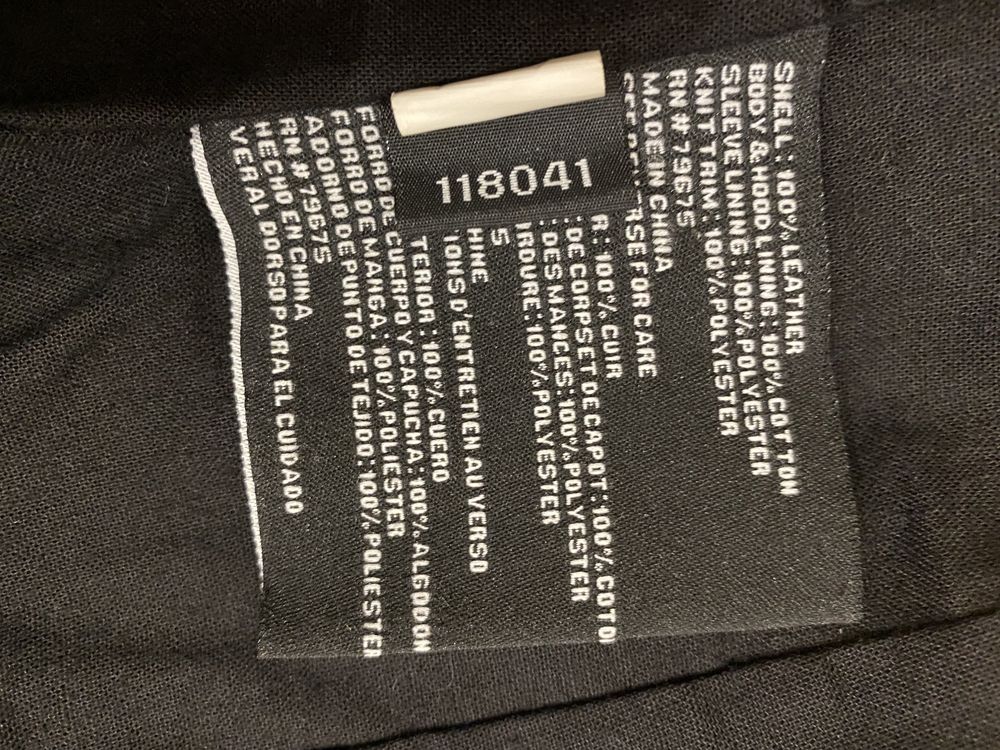 SHELL:100% LEATHER
BODY & HOOD LINING:100% COTTON
SLEEVE LINING:100% POLYESTER
KNIT TRIM:100% POLYESTER
RN # 79675
MADE IN CHINA
FOR CARE
R:100% CUIR
DE CORPS ET DE CAPOT:100% COTO
DES MANCHES:100% POLYESTER
RDURE:100% POLYESTER
5
HINE
IONS D'ENTRETIEN AU VERSO
TERIOR:100% CUERO
FORRO DE CUERPO Y CAPUCHA:100% ALGODON
FORRO DE MANGA:100% POLIESTER
ADORNO DE PUNTO DE TEJIDO:100% POLIESTER
RN # 79675
HECHO EN CHINA
VER AL DORSO PARA EL CUIDADO
118041